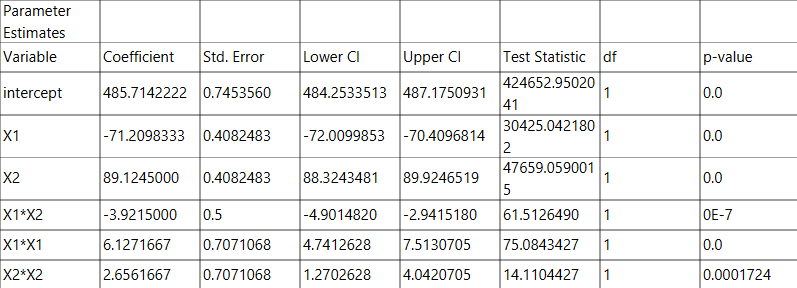 Parameter
Estimates
Variable Coefficient Std. Error Lower CI Upper CI Test Statistic df p-value
intercept 485.7142222 0.7453560 484.2533513 487.1750931 424652.95020
41 1 0.0
X1 -71.2098333 0.4082483 -72.0099853 -70.4096814 30425.042180
2 1 0.0
X2 89.1245000 0.4082483 88.3243481 89.9246519 47659.059001
5 1 0.0
X1*X2 -3.9215000 0.5 -4.9014820 -2.9415180 61.5126490 1 0E-7
X1*X1 6.1271667 0.7071068 4.7412628 7.5130705 75.0843427 1 0.0
X2*X2 2.6561667 0.7071068 1.2702628 4.0420705 14.1104427 1 0.0001724